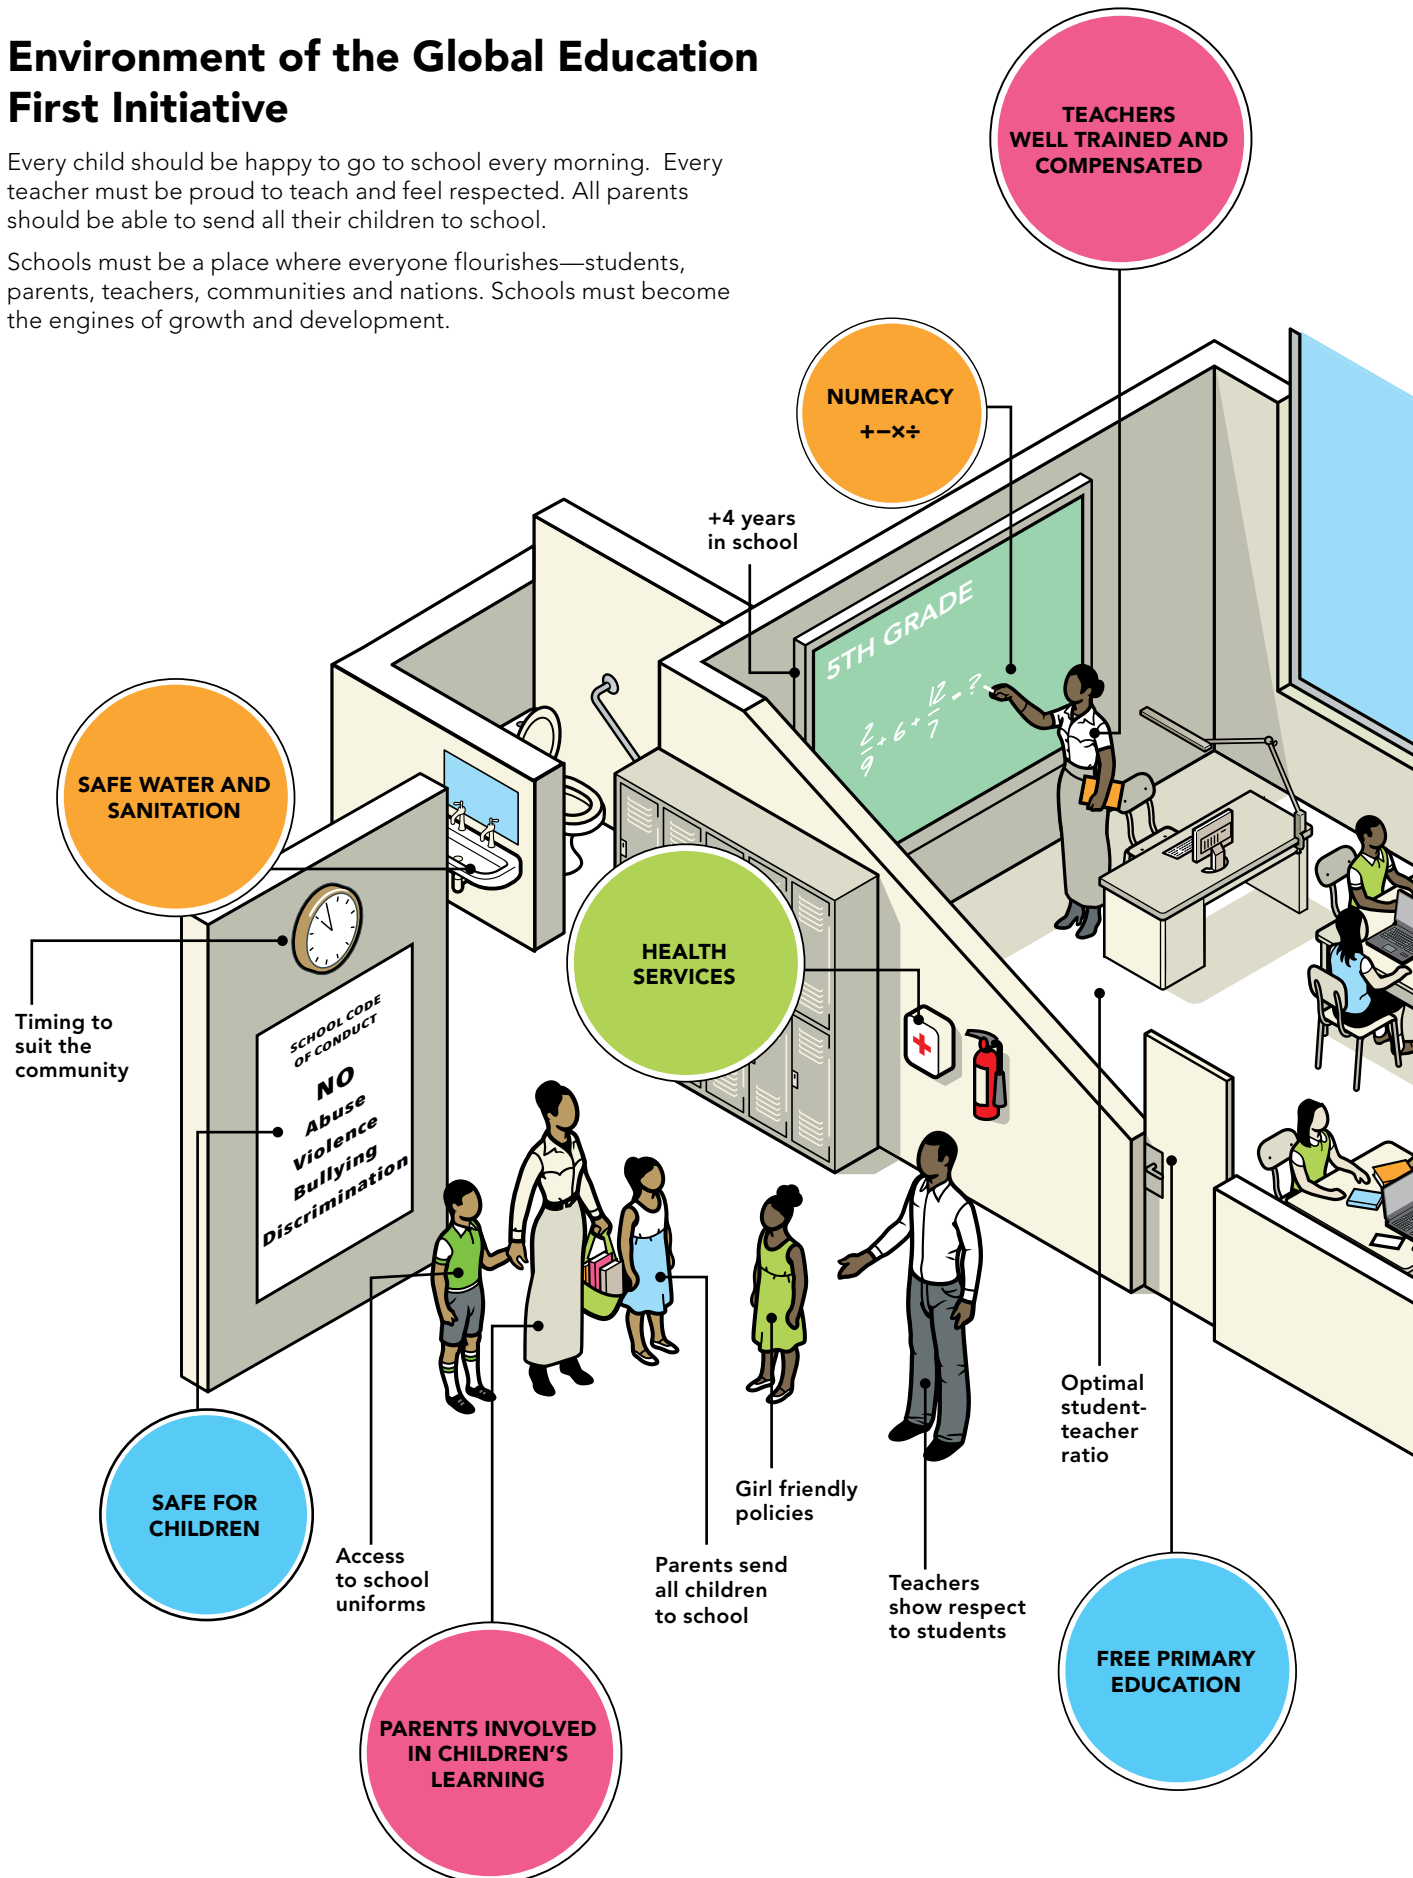 Environment of the Global Education
First Initiative
Every child should be happy to go to school every morning.  Every
teacher must be proud to teach and feel respected. All parents
should be able to send all their children to school.
Schools must be a place where everyone flourishes—students,
parents, teachers, communities and nations. Schools must become
the engines of growth and development.
TEACHERS
WELL TRAINED AND
COMPENSATED
NUMERACY
+−×÷
+4 years
in school
5TH GRADE
2/9 + 6 + 12/7 = ?
SAFE WATER AND
SANITATION
HEALTH
SERVICES
Timing to
suit the
community
SCHOOL CODE
OF CONDUCT
NO
Abuse
Violence
Bullying
Discrimination
Optimal
student-
teacher
ratio
Girl friendly
policies
SAFE FOR
CHILDREN
Access
to school
uniforms
Parents send
all children
to school
Teachers
show respect
to students
FREE PRIMARY
EDUCATION
PARENTS INVOLVED
IN CHILDREN'S
LEARNING